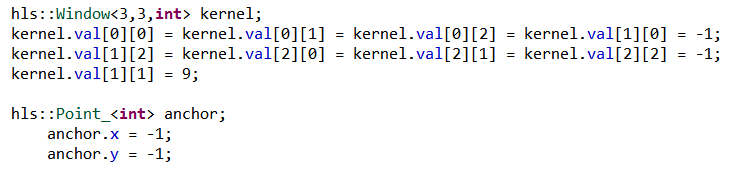 hls::Window<3,3,int> kernel;
kernel.val[0][0] = kernel.val[0][1] = kernel.val[0][2] = kernel.val[1][0] = -1;
kernel.val[1][2] = kernel.val[2][0] = kernel.val[2][1] = kernel.val[2][2] = -1;
kernel.val[1][1] = 9;
hls::Point_<int> anchor;
    anchor.x = -1;
    anchor.y = -1;